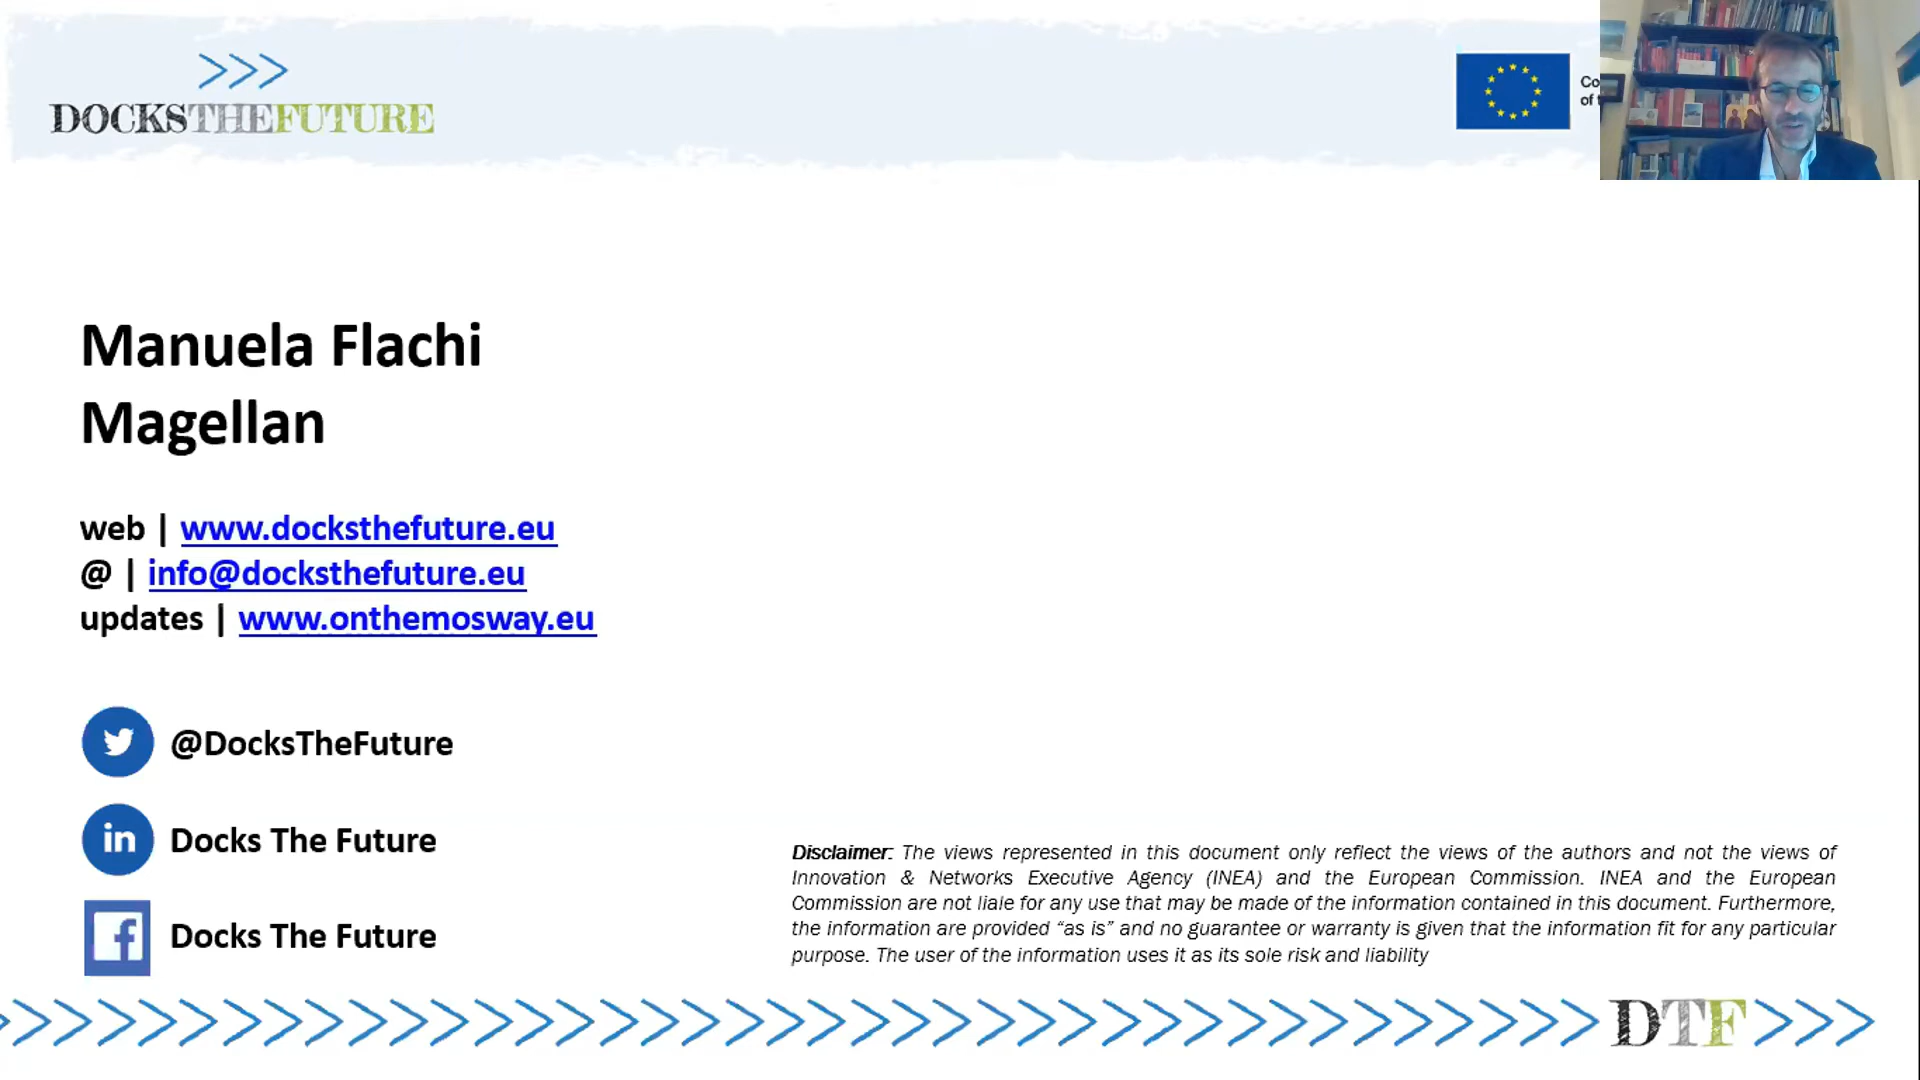 DOCKSTHEFUTURE
Co
of
Manuela Flachi
Magellan
web | www.docksthefuture.eu
@ | info@docksthefuture.eu
updates | www.onthemosway.eu
@DocksTheFuture
in Docks The Future
f Docks The Future
Disclaimer: The views represented in this document only reflect the views of the authors and not the views of
Innovation & Networks Executive Agency (INEA) and the European Commission. INEA and the European
Commission are not liale for any use that may be made of the information contained in this document. Furthermore,
the information are provided “as is” and no guarantee or warranty is given that the information fit for any particular
purpose. The user of the information uses it as its sole risk and liability
DTF